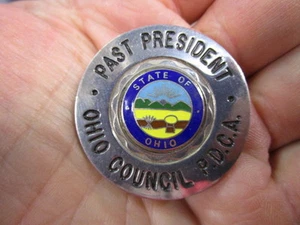 PAST PRESIDENT
STATE OF
OHIO
OHIO COUNCIL P.D.C.A.